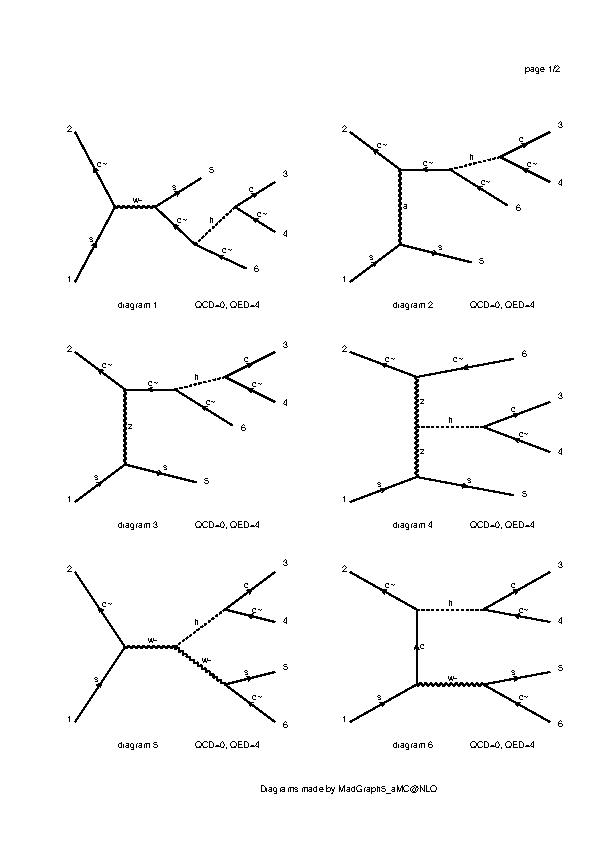 page 1/2
2 c~ w- s 5 s c~ h c 3 c~ 4 c~ 6 1
diagram 1 QCD=0, QED=4
2 c~ c~ h c 3 c~ 4 c~ 6 a s s 5 1
diagram 2 QCD=0, QED=4
2 c~ c~ h c 3 c~ 4 c~ 6 z s s 5 1
diagram 3 QCD=0, QED=4
2 c~ c~ 6 z h c 3 c~ 4 z s s 5 1
diagram 4 QCD=0, QED=4
2 c~ w- h c 3 c~ 4 w- s 5 c~ 6 s 1
diagram 5 QCD=0, QED=4
2 c~ h c 3 c~ 4 c w- s 5 c~ 6 s 1
diagram 6 QCD=0, QED=4
Diagrams made by MadGraph5_aMC@NLO